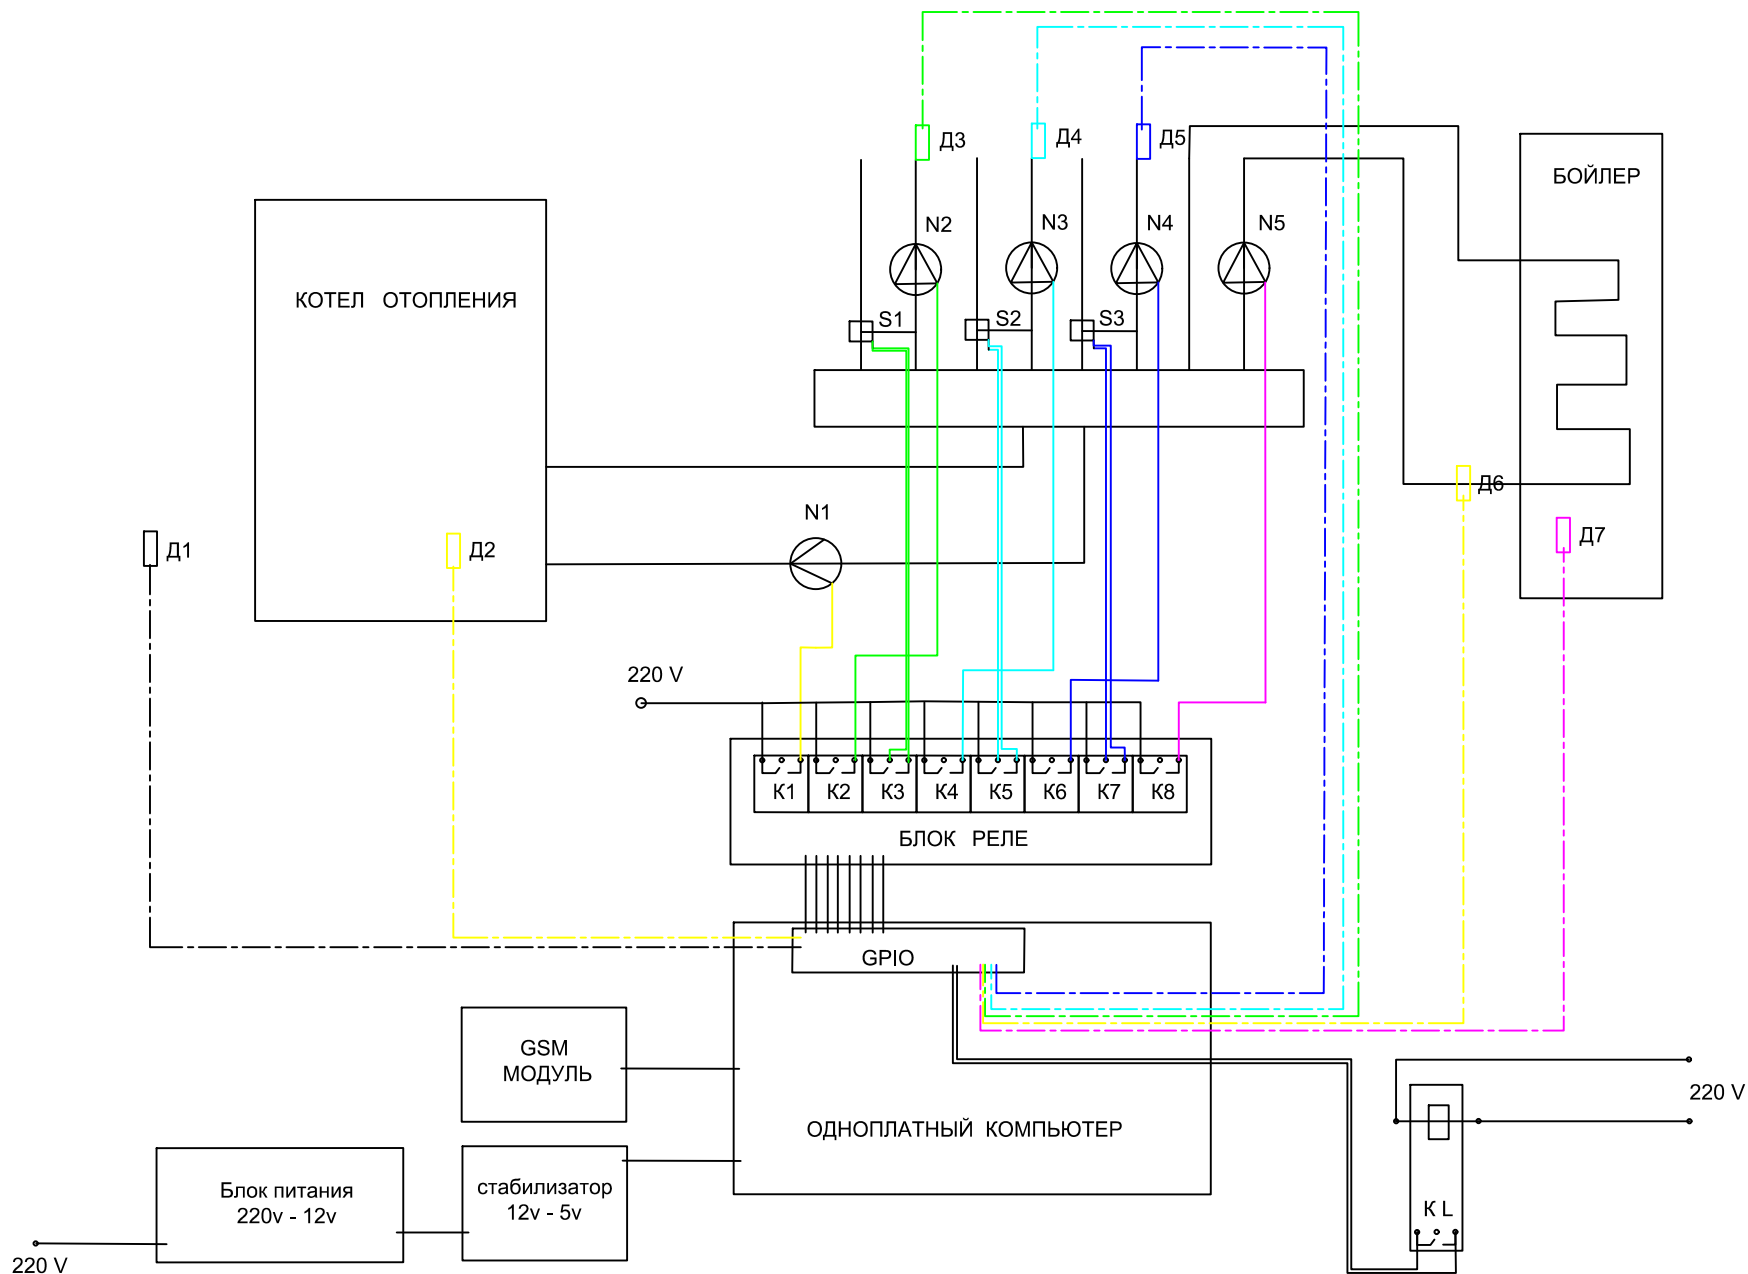 Д3
Д4
Д5
БОЙЛЕР
N2
N3
N4
N5
КОТЕЛ ОТОПЛЕНИЯ
S1
S2
S3
Д6
N1
Д1
Д2
Д7
220 V
К1
К2
К3
К4
К5
К6
К7
К8
БЛОК РЕЛЕ
GPIO
GSM
МОДУЛЬ
220 V
ОДНОПЛАТНЫЙ КОМПЬЮТЕР
Блок питания
220v - 12v
стабилизатор
12v - 5v
К L
220 V